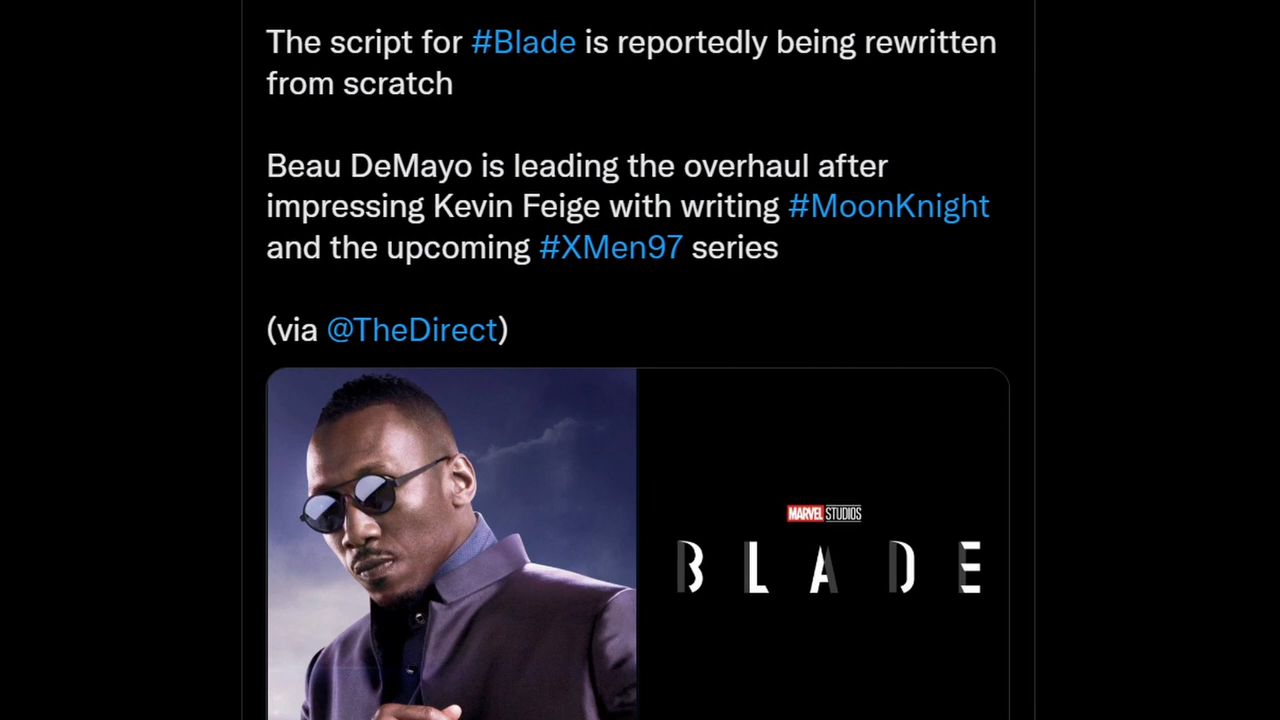 The script for #Blade is reportedly being rewritten
from scratch
Beau DeMayo is leading the overhaul after
impressing Kevin Feige with writing #MoonKnight
and the upcoming #XMen97 series
(via @TheDirect)
MARVEL STUDIOS
BLADE